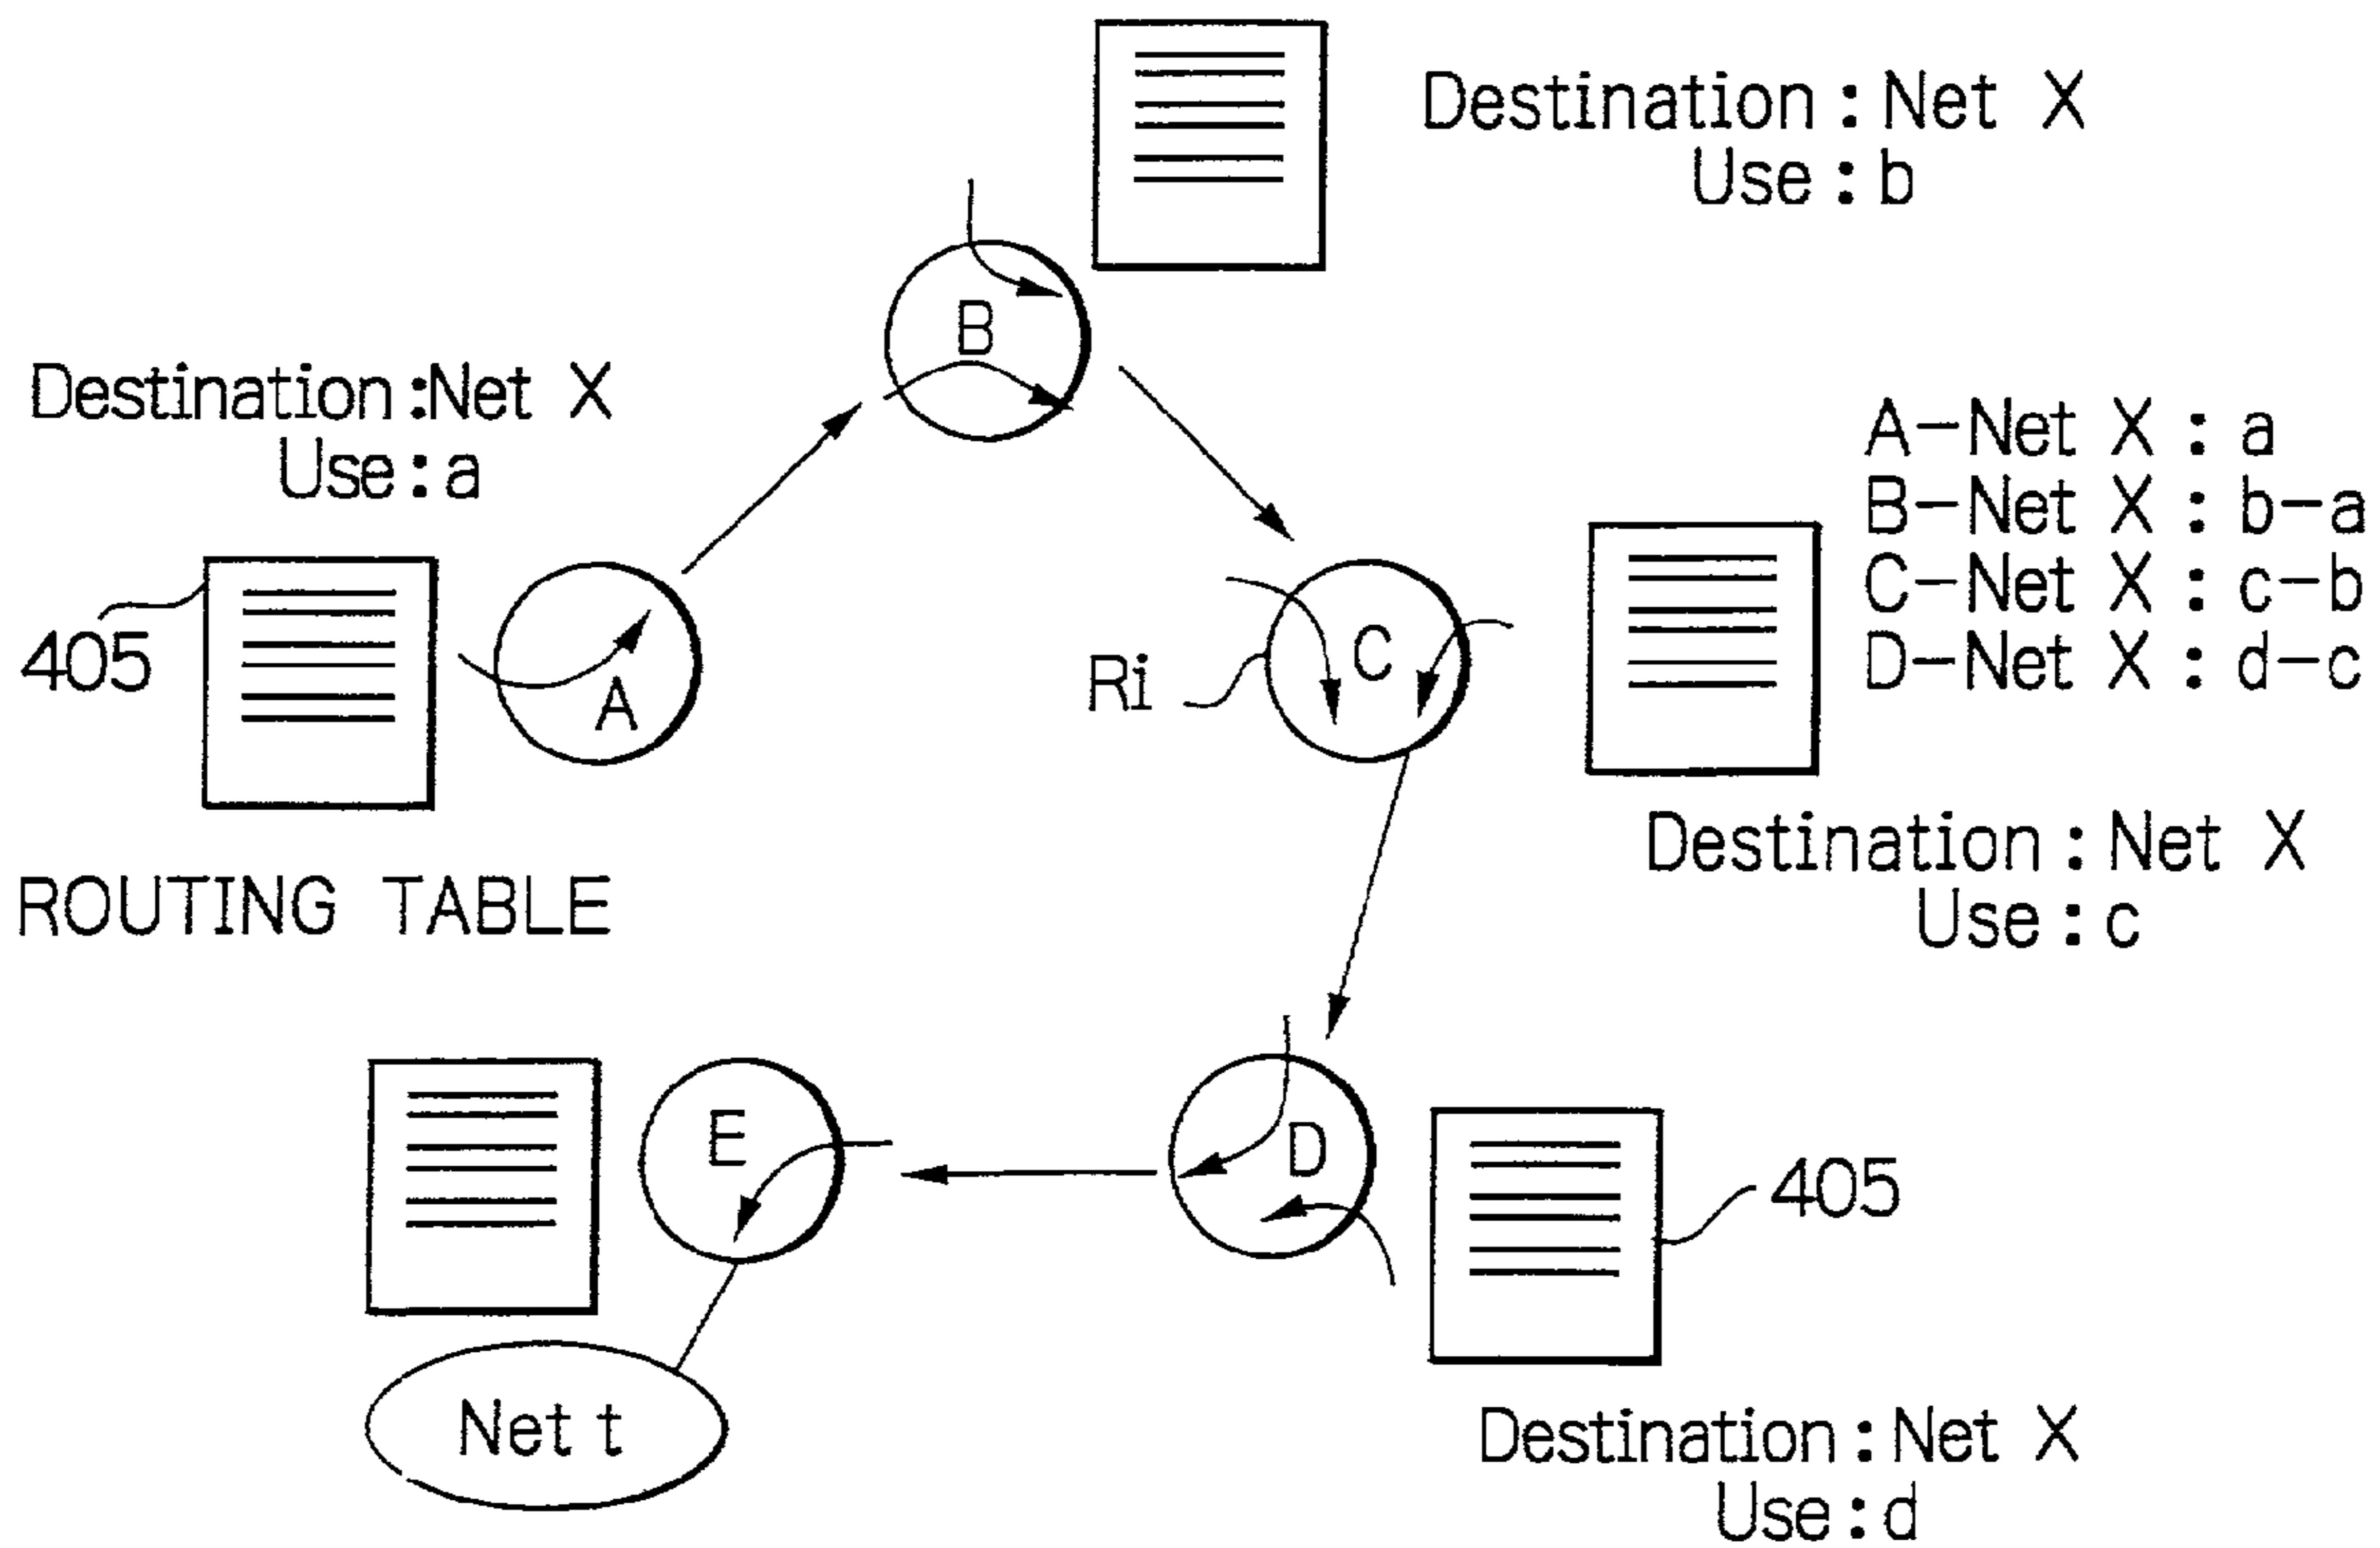 Destination : Net X
Use : b
Destination :Net X
Use : a
B
A-Net X : a
B-Net X : b-a
C-Net X : c-b
D-Net X : d-c
405
A
Ri
C
Destination : Net X
Use : c
ROUTING TABLE
E
D
405
Net t
Destination : Net X
Use : d